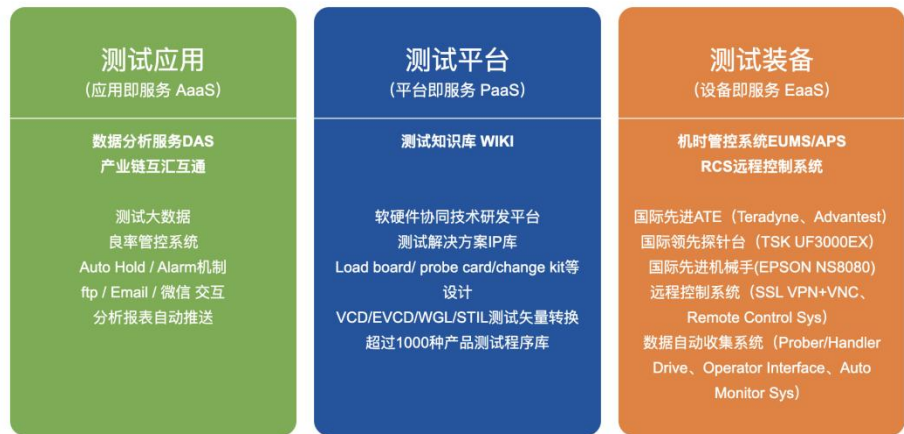 测试应用
（应用即服务 AaaS）
数据分析服务DAS
产业链互汇互通
测试大数据
良率管控系统
Auto Hold / Alarm机制
ftp / Email / 微信 交互
分析报表自动推送
测试平台
（平台即服务 PaaS）
测试知识库 WIKI
软硬件协同技术研发平台
测试解决方案IP库
Load board/ probe card/change kit等
设计
VCD/EVCD/WGL/STIL测试矢量转换
超过1000种产品测试程序库
测试装备
（设备即服务 EaaS）
机时管控系统EUMS/APS
RCS远程控制系统
国际先进ATE（Teradyne、Advantest）
国际领先探针台（TSK UF3000EX）
国际先进机械手(EPSON NS8080)
远程控制系统（SSL VPN+VNC、
Remote Control Sys）
数据自动收集系统（Prober/Handler
Drive、Operator Interface、Auto
Monitor Sys）